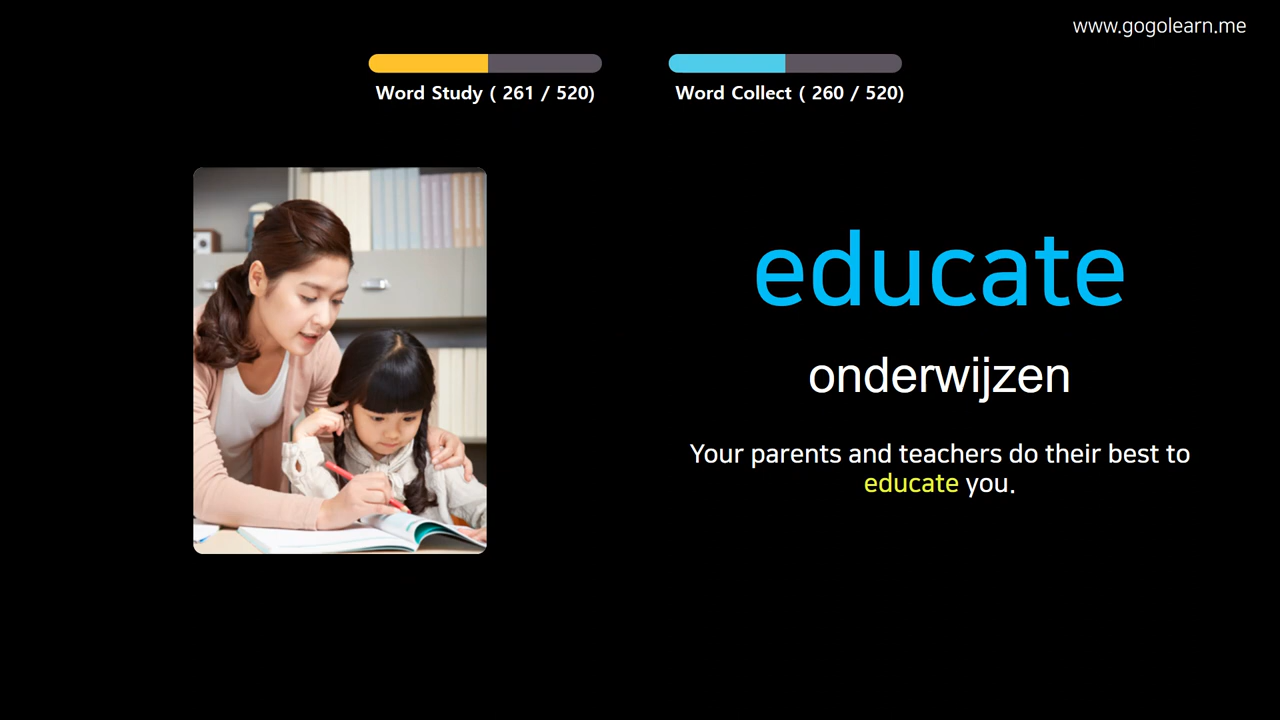 www.gogolearn.me
Word Study ( 261 / 520)
Word Collect ( 260 / 520)
educate
onderwijzen
Your parents and teachers do their best to
educate you.